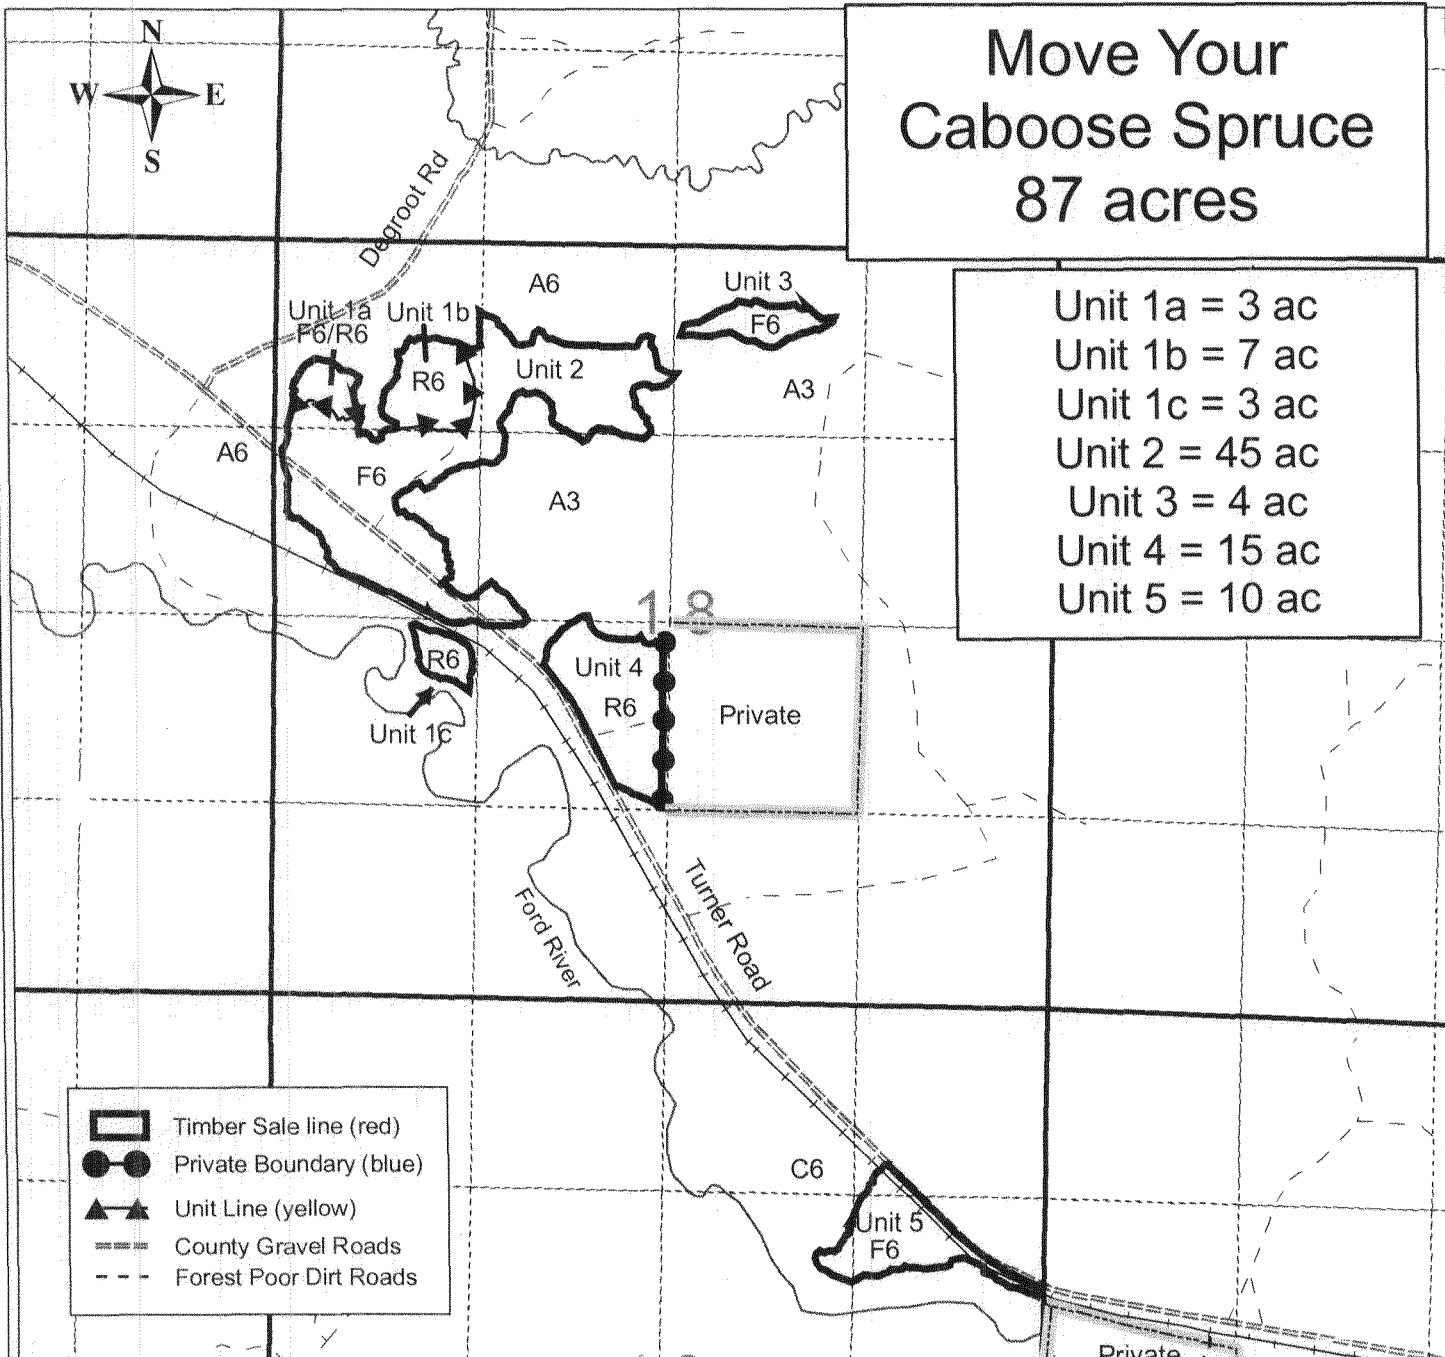 N
W E
S
Move Your
Caboose Spruce
87 acres
Degroot Rd
Unit 1a = 3 ac
Unit 1b = 7 ac
Unit 1c = 3 ac
Unit 2 = 45 ac
Unit 3 = 4 ac
Unit 4 = 15 ac
Unit 5 = 10 ac
A6
Unit 3
F6
Unit 1a
F6/R6
Unit 1b
R6
Unit 2
A3
A6
F6
A3
18
R6
Unit 1c
Unit 4
R6
Private
Turner Road
Ford River
C6
Unit 5
F6
Timber Sale line (red)
Private Boundary (blue)
Unit Line (yellow)
County Gravel Roads
Forest Poor Dirt Roads
Private